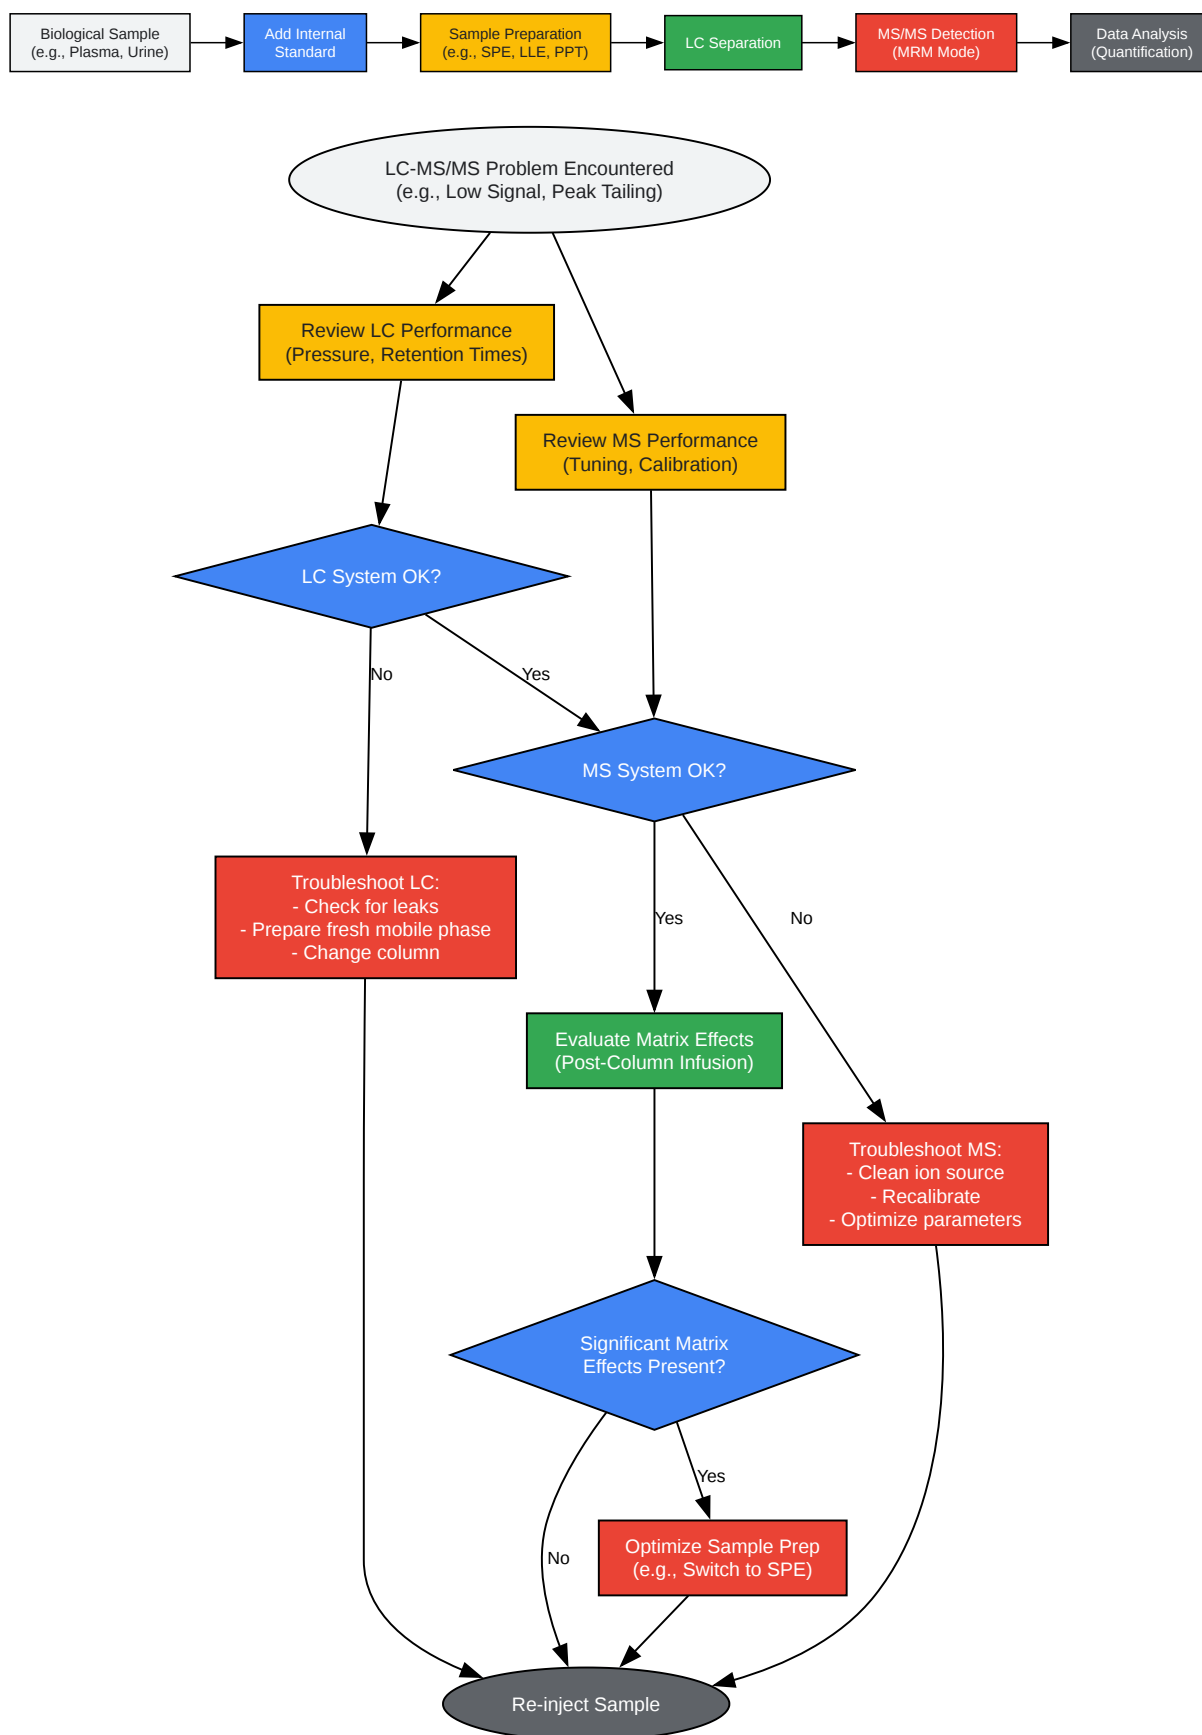 Biological Sample
(e.g., Plasma, Urine)
Add Internal
Standard
Sample Preparation
(e.g., SPE, LLE, PPT)
LC Separation
MS/MS Detection
(MRM Mode)
Data Analysis
(Quantification)
LC-MS/MS Problem Encountered
(e.g., Low Signal, Peak Tailing)
Review LC Performance
(Pressure, Retention Times)
Review MS Performance
(Tuning, Calibration)
LC System OK?
No
Yes
MS System OK?
Troubleshoot LC:
- Check for leaks
- Prepare fresh mobile phase
- Change column
Yes
No
Evaluate Matrix Effects
(Post-Column Infusion)
Troubleshoot MS:
- Clean ion source
- Recalibrate
- Optimize parameters
Significant Matrix
Effects Present?
Yes
No
Optimize Sample Prep
(e.g., Switch to SPE)
Re-inject Sample